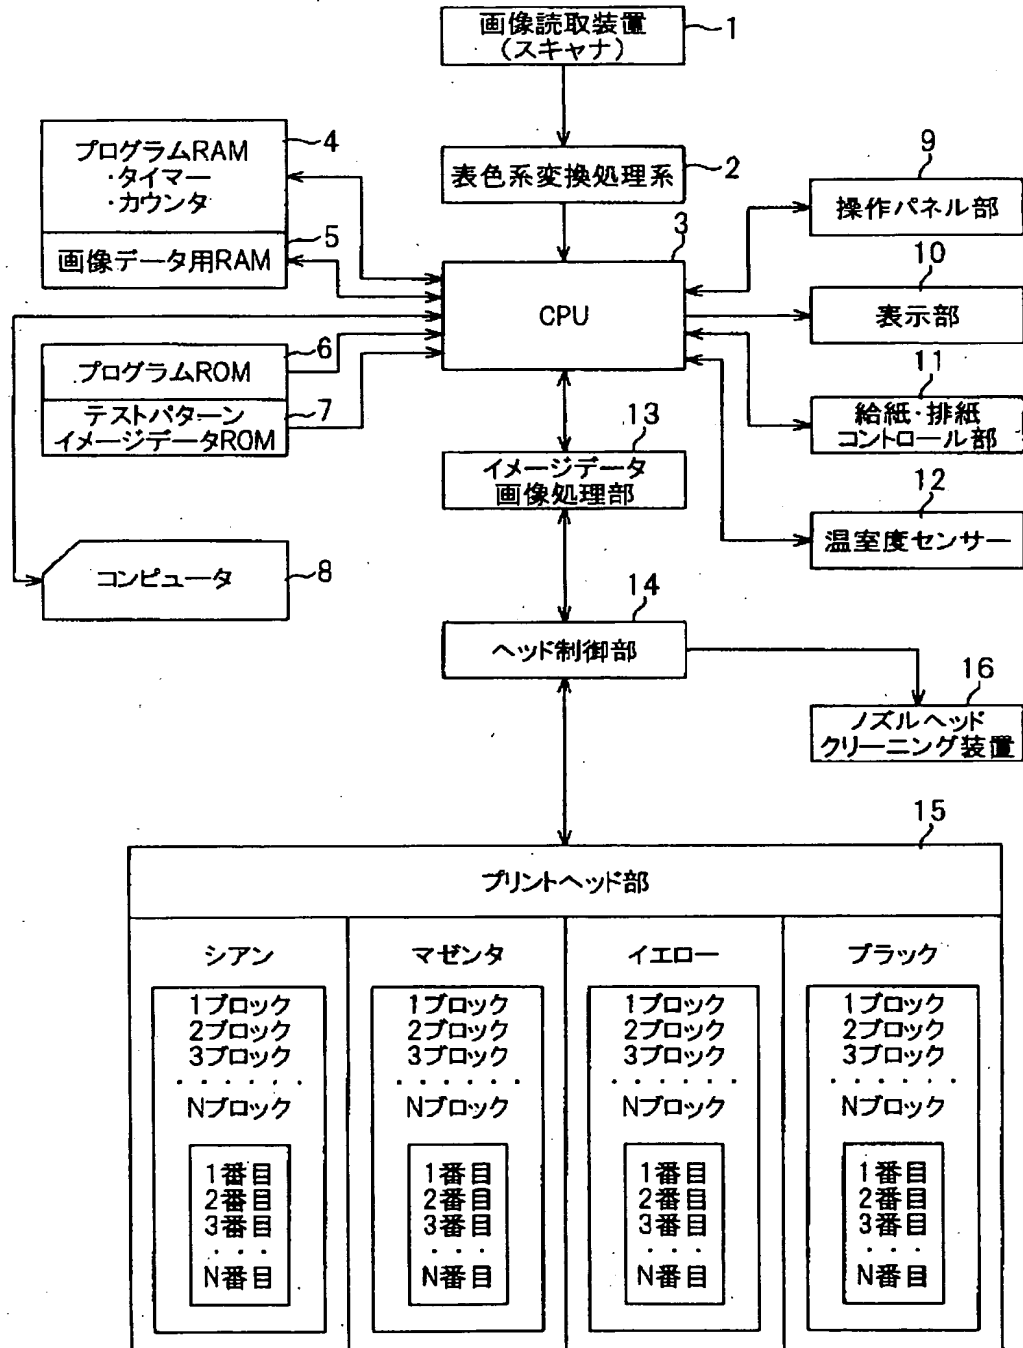 画像読取装置
(スキャナ)
1
表色系変換処理系
2
プログラムRAM
・タイマー
・カウンタ
4
画像データ用RAM
5
CPU
3
操作パネル部
9
表示部
10
プログラムROM
6
テストパターン
イメージデータROM
7
給紙・排紙
コントロール部
11
イメージデータ
画像処理部
13
温室度センサー
12
コンピュータ
8
ヘッド制御部
14
ノズルヘッド
クリーニング装置
16
プリントヘッド部
15
シアン
1ブロック
2ブロック
3ブロック
・・・・・・
Nブロック
1番目
2番目
3番目
・・・
N番目
マゼンタ
1ブロック
2ブロック
3ブロック
・・・・・・
Nブロック
1番目
2番目
3番目
・・・
N番目
イエロー
1ブロック
2ブロック
3ブロック
・・・・・・
Nブロック
1番目
2番目
3番目
・・・
N番目
ブラック
1ブロック
2ブロック
3ブロック
・・・・・・
Nブロック
1番目
2番目
3番目
・・・
N番目